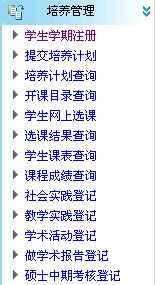 培养管理
学生学期注册
提交培养计划
培养计划查询
开课目录查询
学生网上选课
选课结果查询
学生课表查询
课程成绩查询
社会实践登记
教学实践登记
学术活动登记
做学术报告登记
硕士中期考核登记